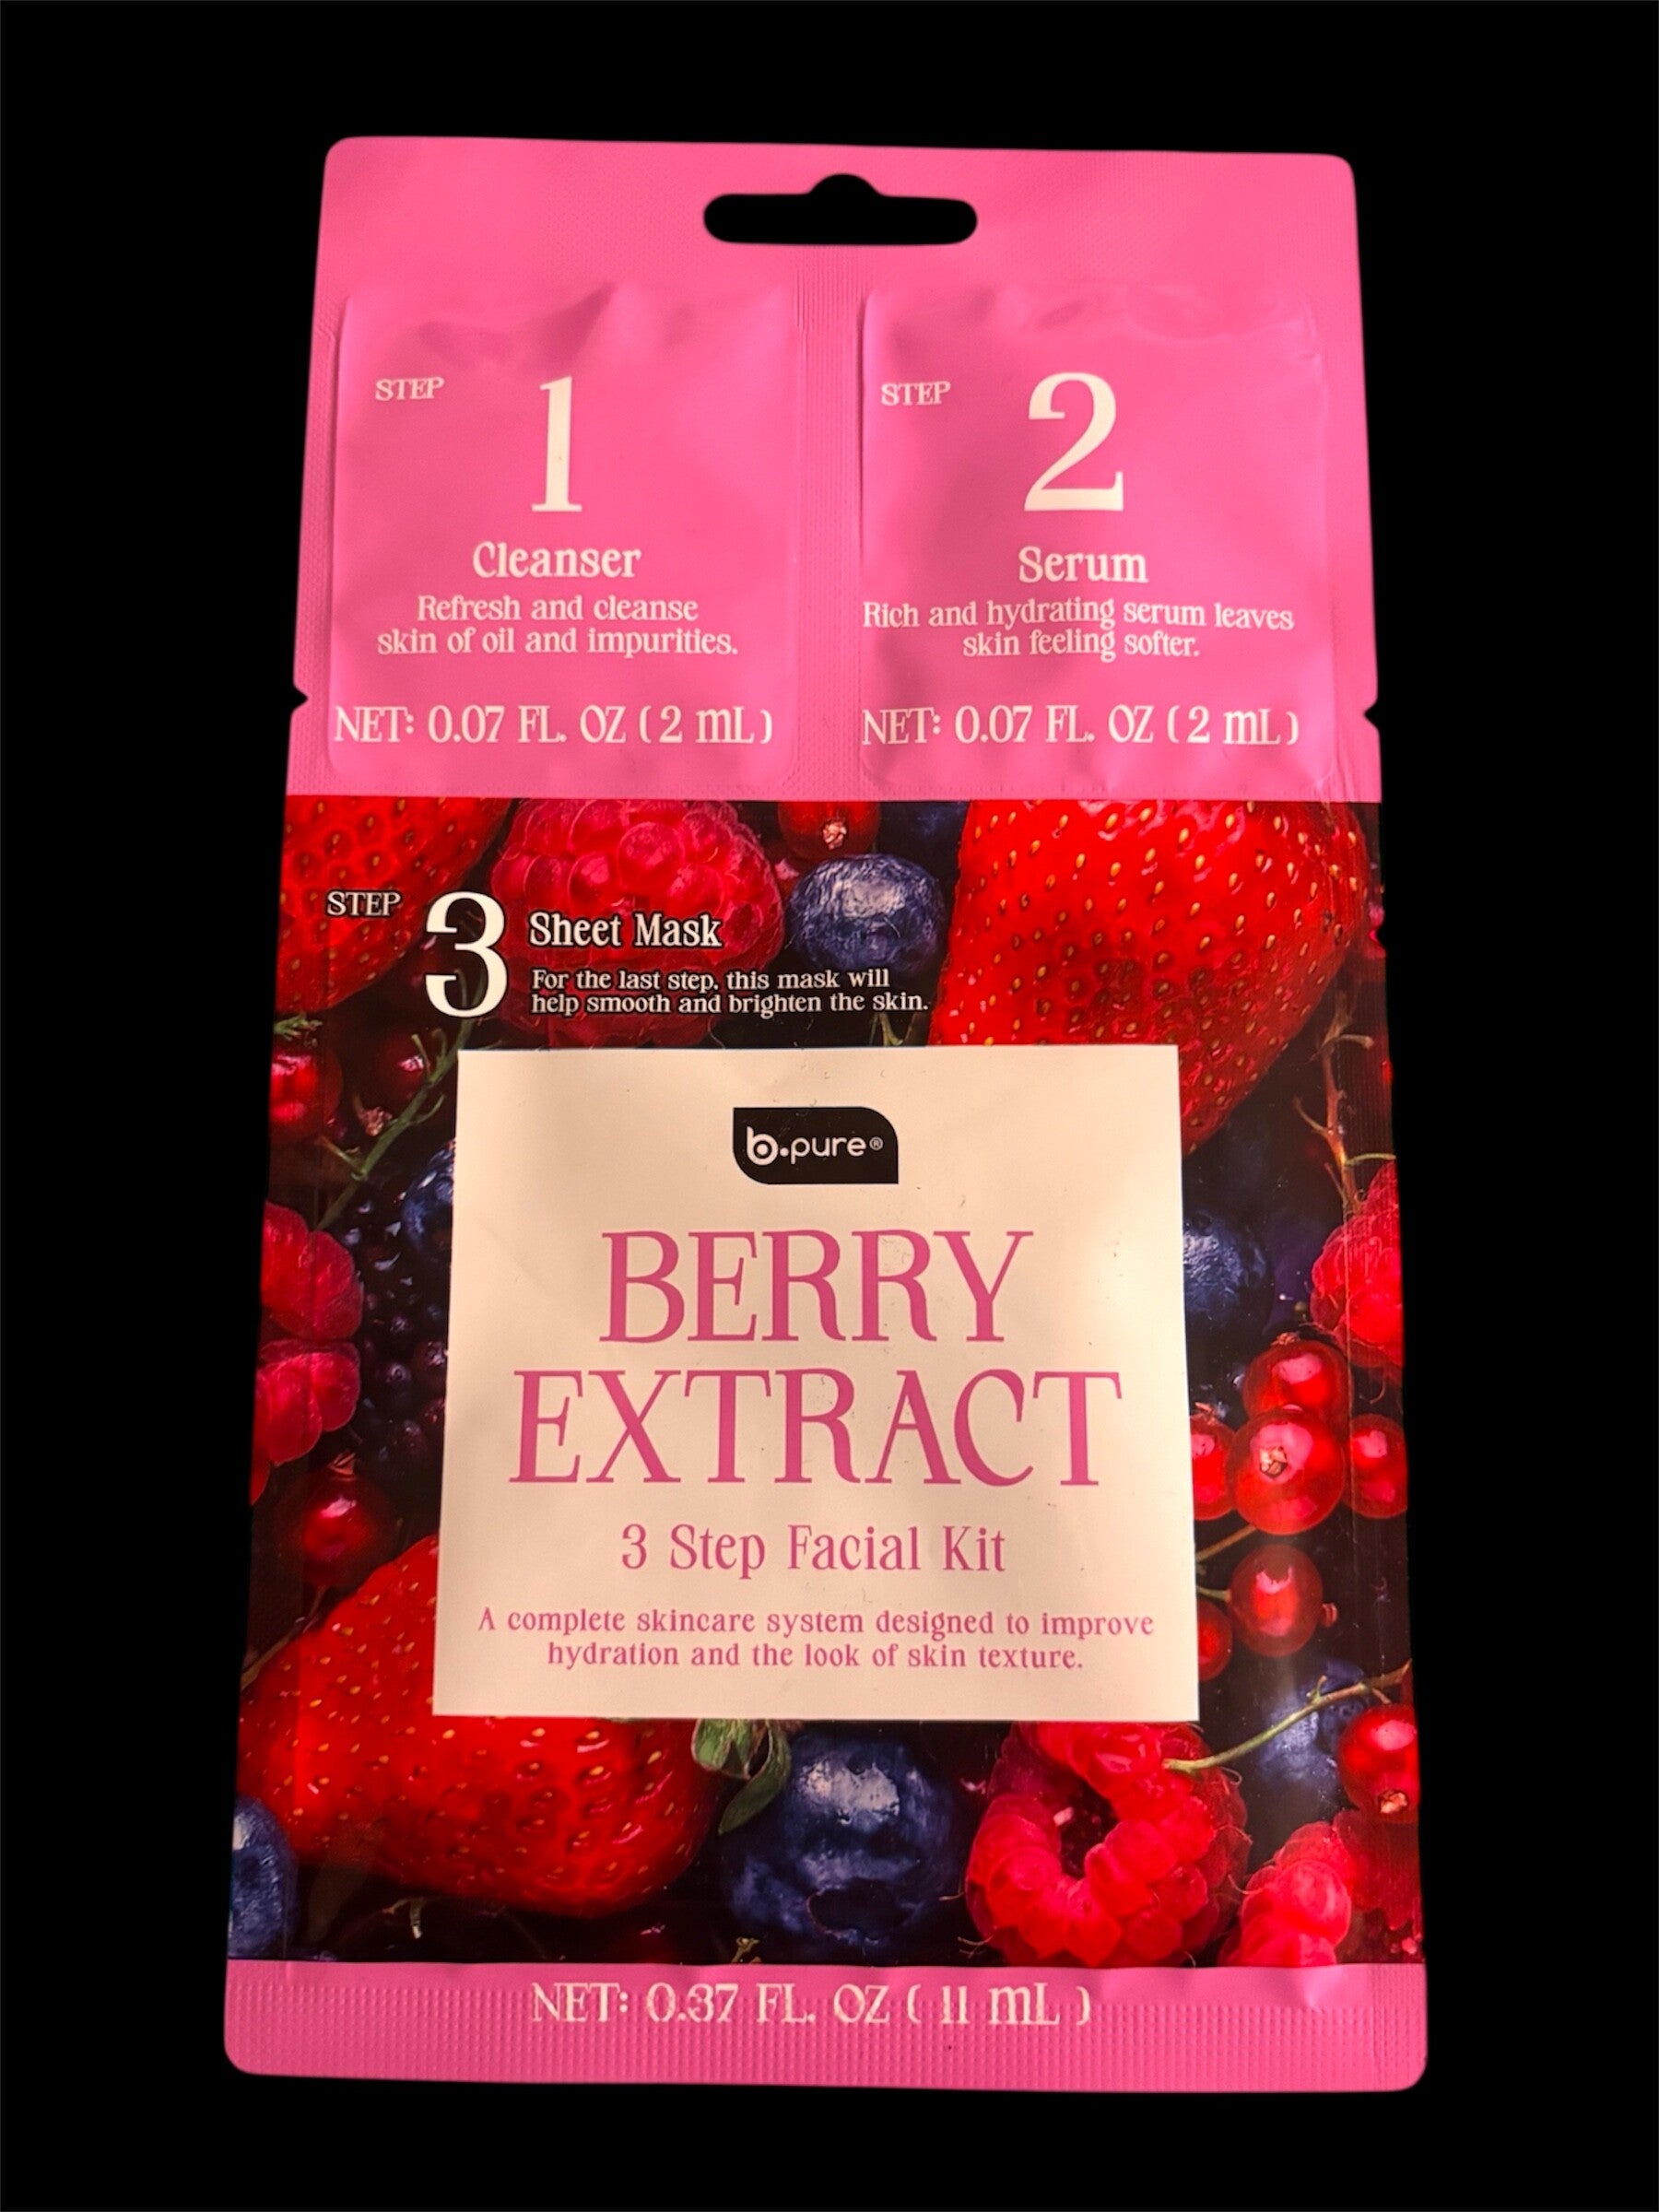 STEP 1
Cleanser
Refresh and cleanse
skin of oil and impurities.
NET: 0.07 FL. OZ ( 2 mL )
STEP 2
Serum
Rich and hydrating serum leaves
skin feeling softer.
NET: 0.07 FL. OZ ( 2 mL )
STEP 3 Sheet Mask
For the last step, this mask will
help smooth and brighten the skin.
b.pure®
BERRY
EXTRACT
3 Step Facial Kit
A complete skincare system designed to improve
hydration and the look of skin texture.
NET: 0.37 FL. OZ ( 11 mL )